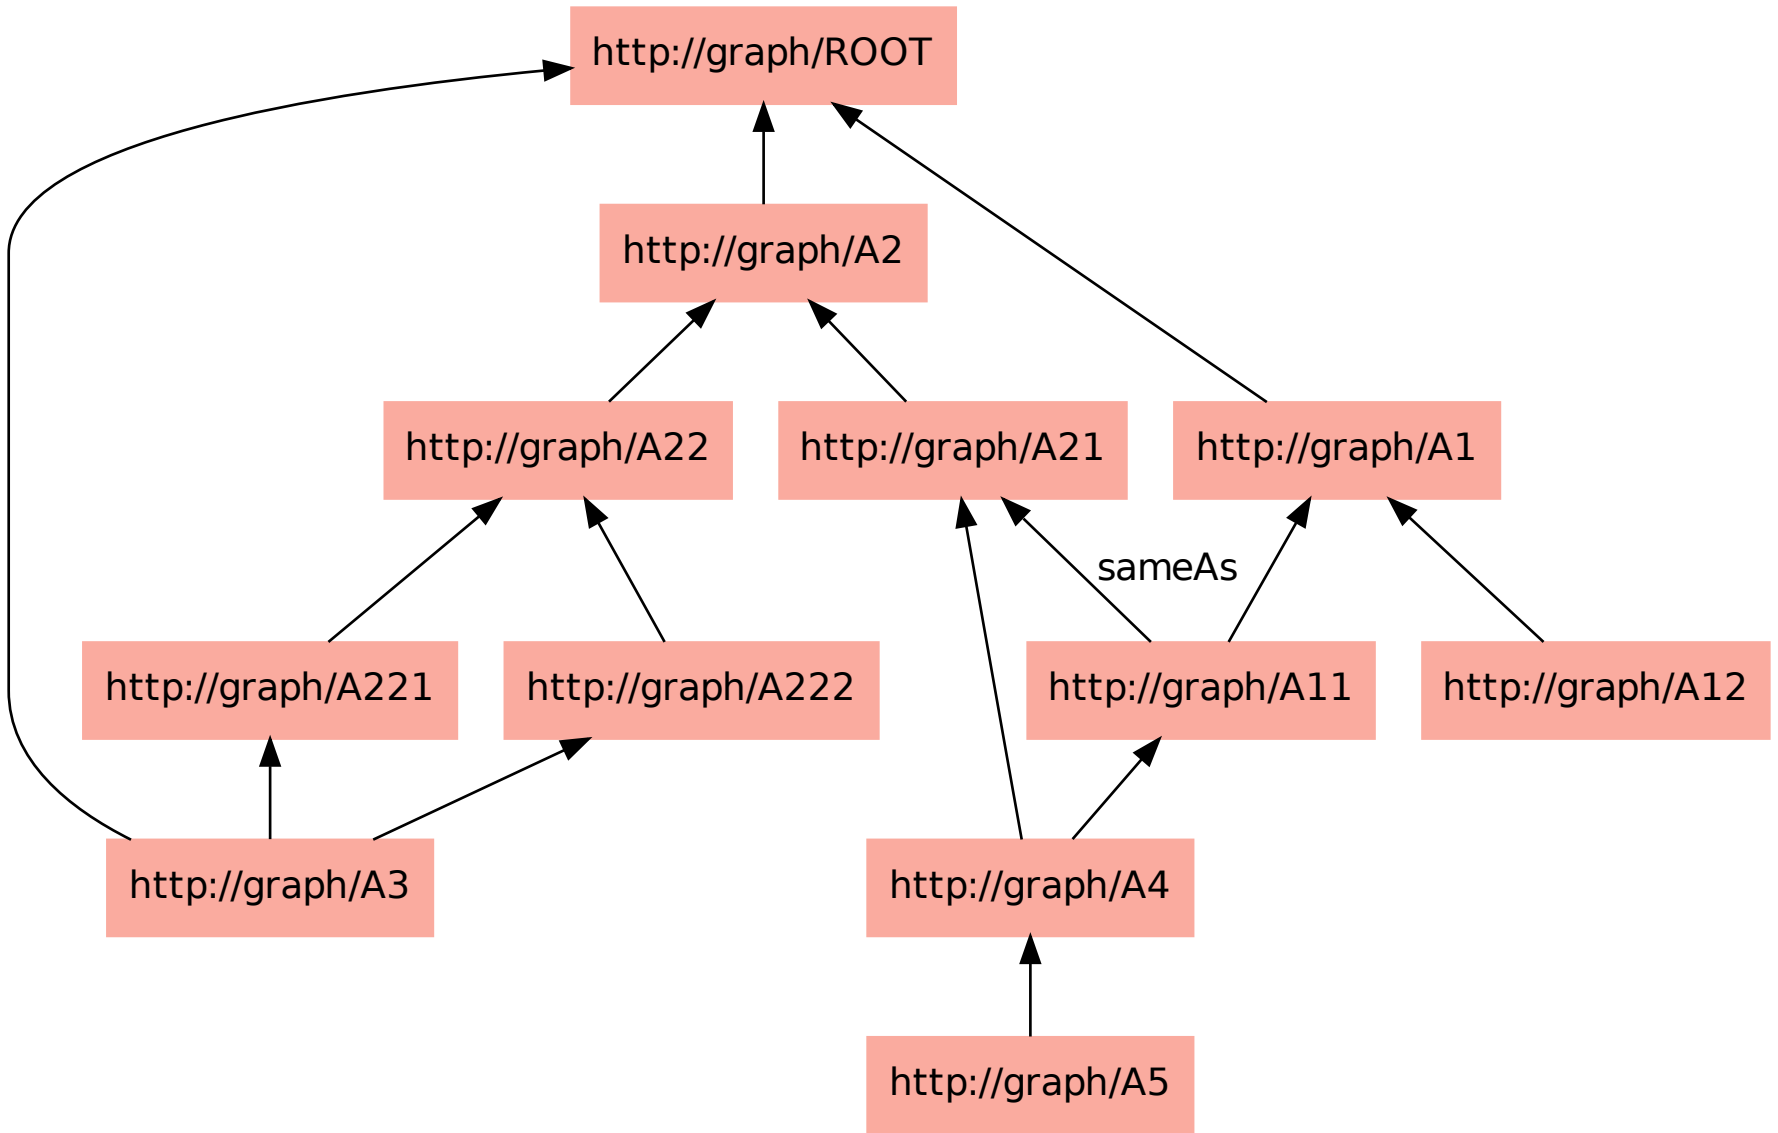 http://graph/ROOT
http://graph/A2
http://graph/A22
http://graph/A21
http://graph/A1
sameAs
http://graph/A221
http://graph/A222
http://graph/A11
http://graph/A12
http://graph/A3
http://graph/A4
http://graph/A5